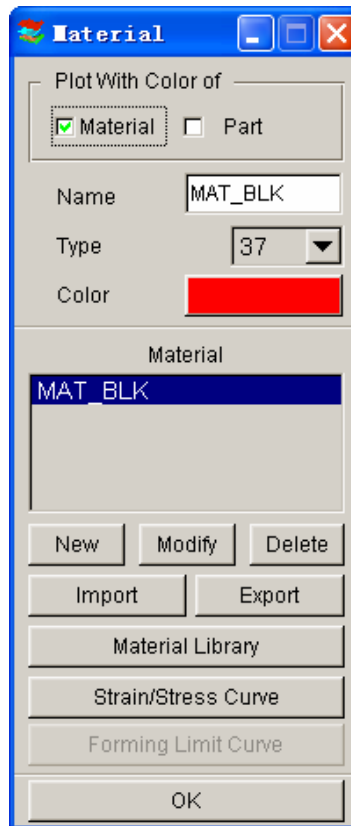 Material
Plot With Color of
Material Part
Name MAT_BLK
Type 37
Color
Material
MAT_BLK
New Modify Delete
Import Export
Material Library
Strain/Stress Curve
Forming Limit Curve
OK